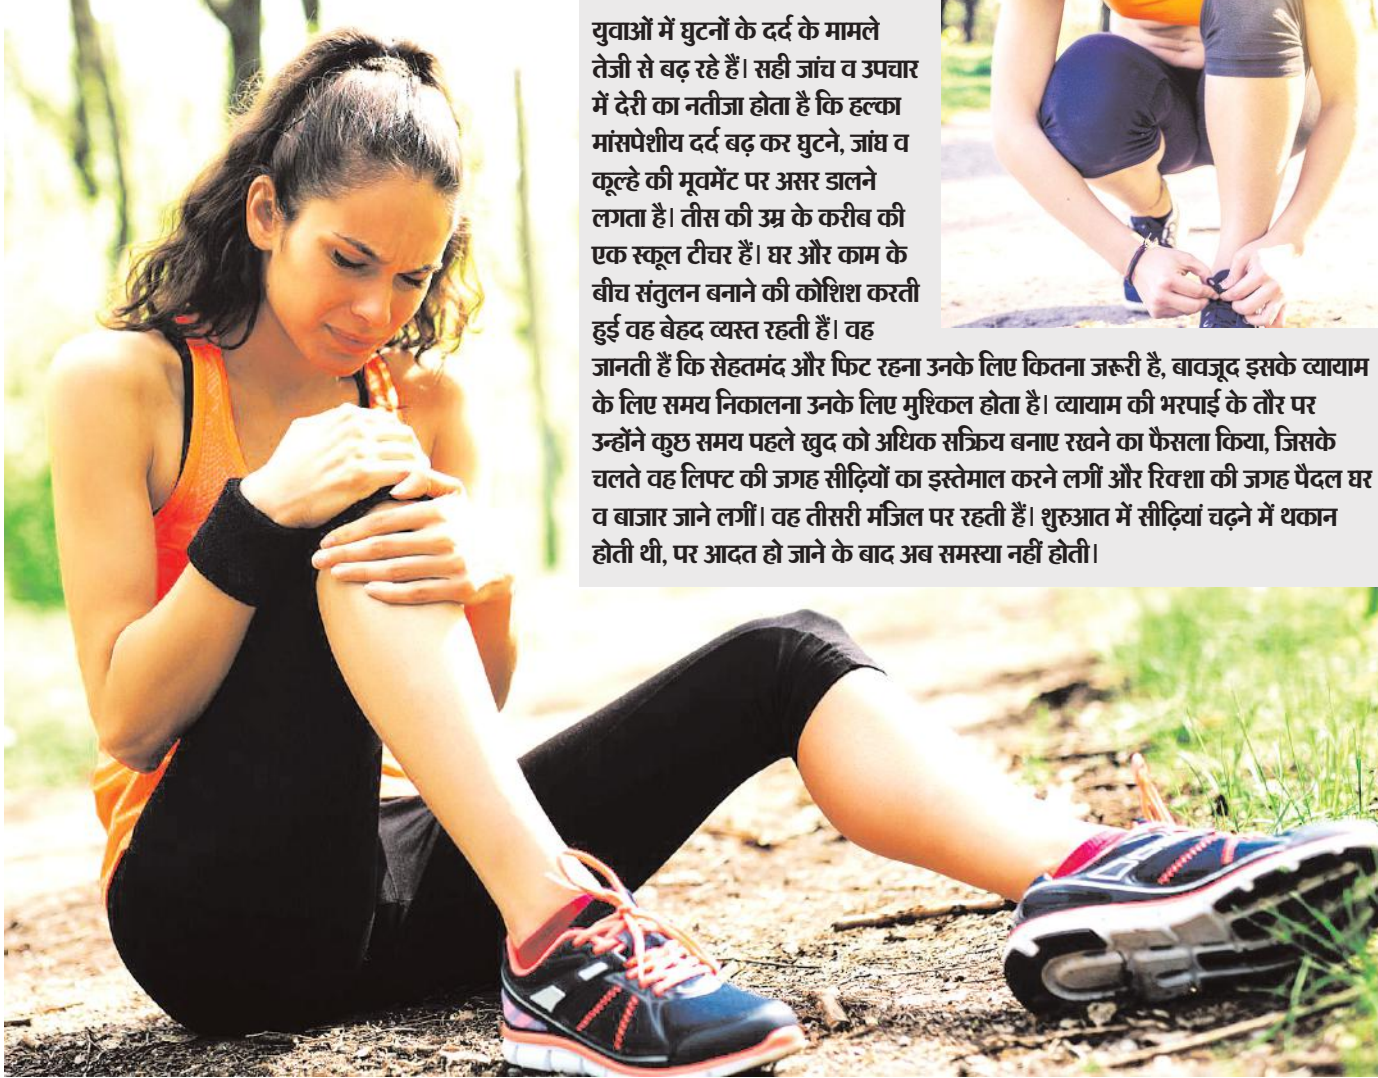 युवाओं में घुटनों के दर्द के मामले
तेजी से बढ़ रहे हैं। सही जांच व उपचार
में देरी का नतीजा होता है कि हल्का
मांसपेशीय दर्द बढ़ कर घुटने, जांघ व
कूल्हे की मूवमेंट पर असर डालने
लगता है। तीस की उम्र के करीब की
एक स्कूल टीचर हैं। घर और काम के
बीच संतुलन बनाने की कोशिश करती
हुई वह बेहद व्यस्त रहती हैं। वह
जानती हैं कि सेहतमंद और फिट रहना उनके लिए कितना जरूरी है, बावजूद इसके व्यायाम
के लिए समय निकालना उनके लिए मुश्किल होता है। व्यायाम की भरपाई के तौर पर
उन्होंने कुछ समय पहले खुद को अधिक सक्रिय बनाए रखने का फैसला किया, जिसके
चलते वह लिफ्ट की जगह सीढ़ियों का इस्तेमाल करने लगीं और रिक्शा की जगह पैदल घर
व बाजार जाने लगीं। वह तीसरी मंजिल पर रहती हैं। शुरुआत में सीढ़ियां चढ़ने में थकान
होती थी, पर आदत हो जाने के बाद अब समस्या नहीं होती।